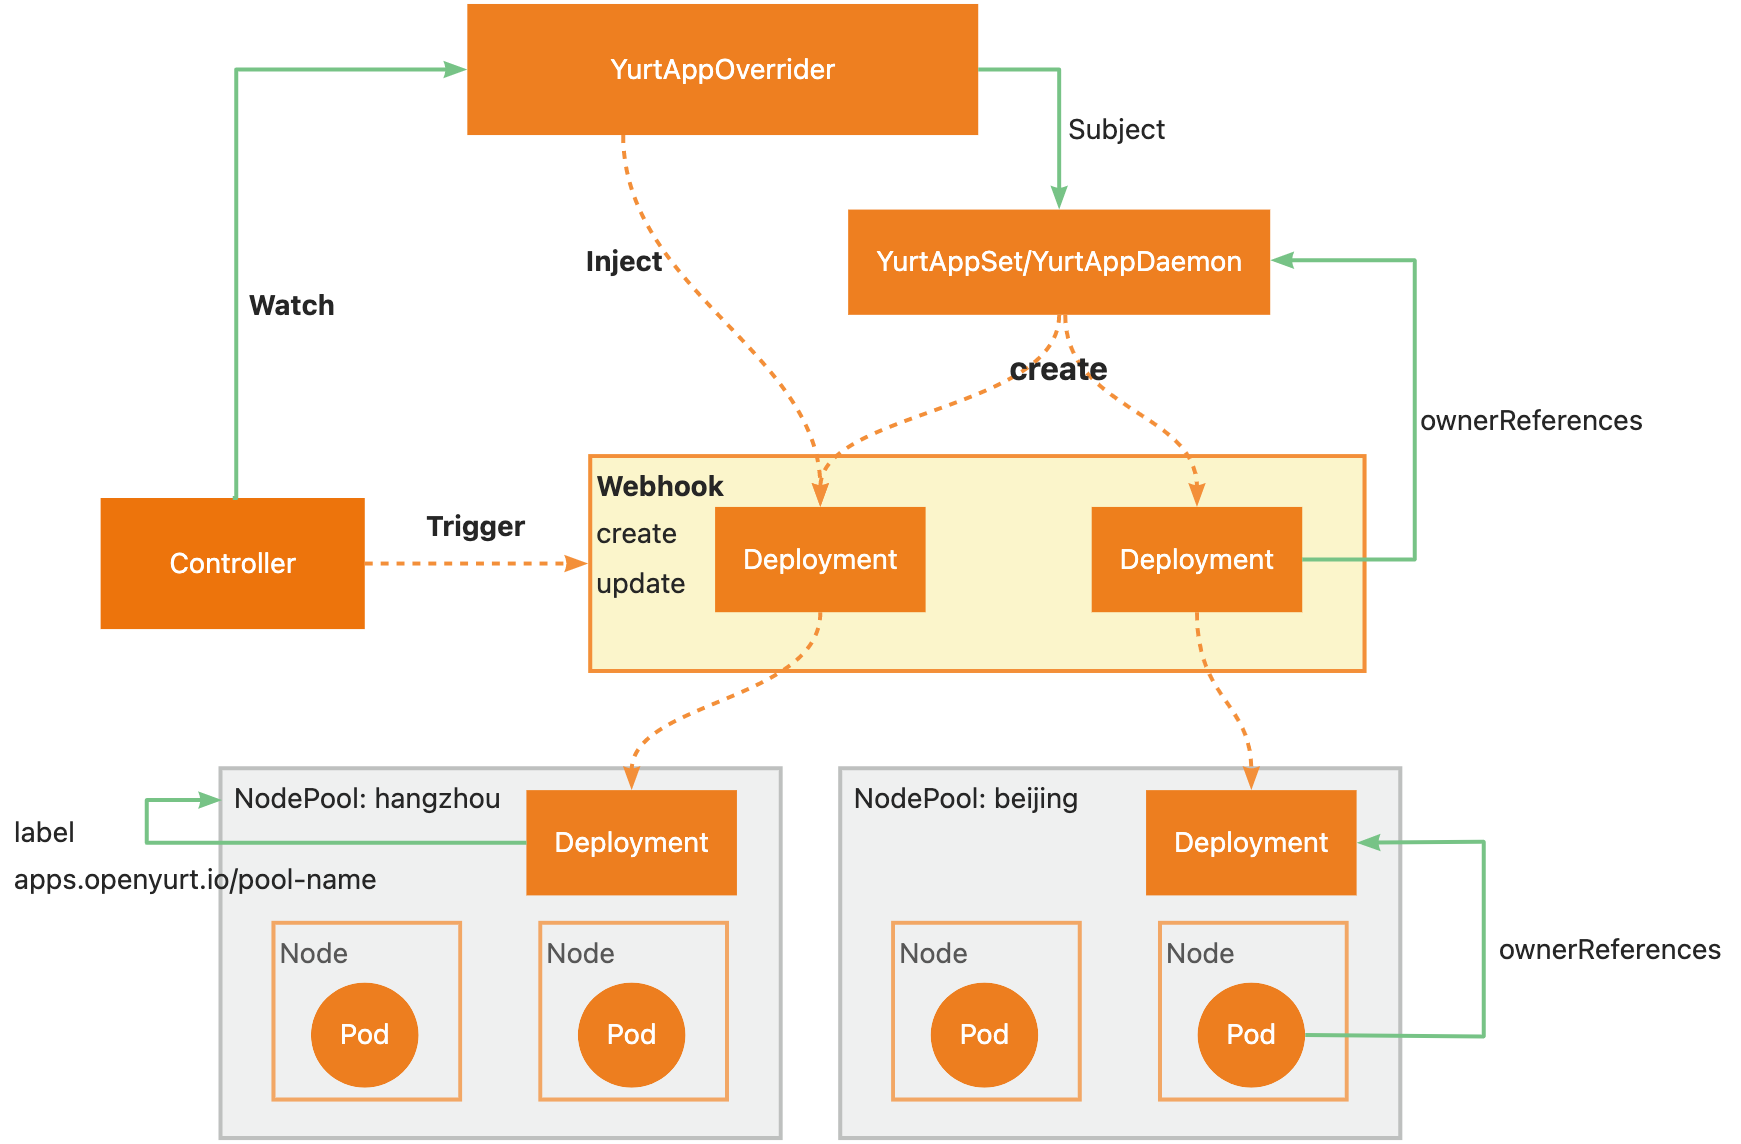 YurtAppOverrider
Subject
YurtAppSet/YurtAppDaemon
Inject
Watch
create
ownerReferences
Webhook
create
update
Deployment
Deployment
Trigger
Controller
NodePool: hangzhou
Deployment
label
apps.openyurt.io/pool-name
Node
Pod
Node
Pod
NodePool: beijing
Deployment
Node
Pod
Node
Pod
ownerReferences